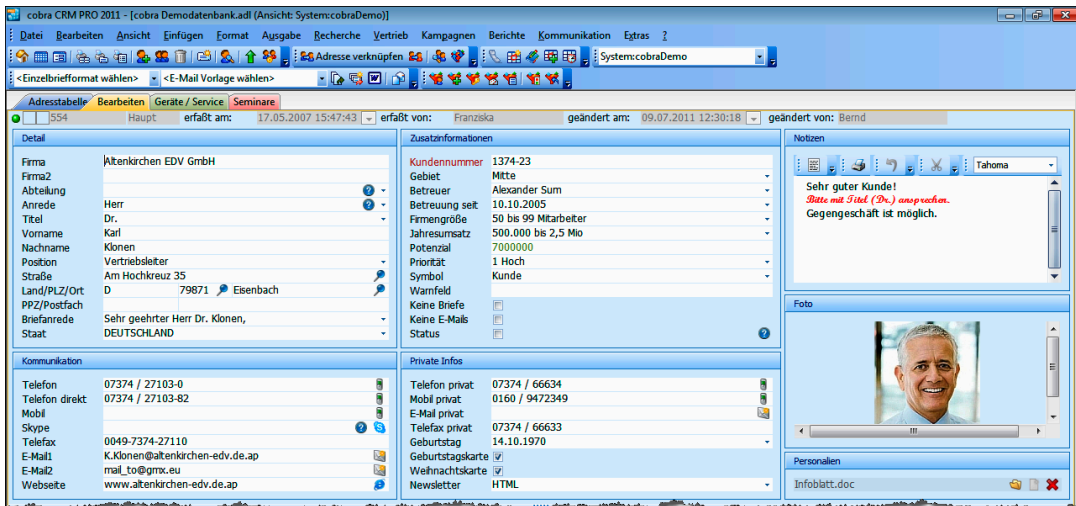 cobra CRM PRO 2011 - [cobra Demodatenbank.adl (Ansicht: System:cobraDemo)]
Datei Bearbeiten Ansicht Einfügen Format Ausgabe Recherche Vertrieb Kampagnen Berichte Kommunikation Extras ?
Adresse verknüpfen System:cobraDemo
<Einzelbriefformat wählen> <E-Mail Vorlage wählen>
Adresstabelle Bearbeiten Geräte / Service Seminare
554 Haupt erfaßt am: 17.05.2007 15:47:43 erfaßt von: Franziska geändert am: 09.07.2011 12:30:18 geändert von: Bernd
Detail
Firma Altenkirchen EDV GmbH
Firma2
Abteilung
Anrede Herr
Titel Dr.
Vorname Karl
Nachname Klonen
Position Vertriebsleiter
Straße Am Hochkreuz 35
Land/PLZ/Ort D 79871 Eisenbach
PPZ/Postfach
Briefanrede Sehr geehrter Herr Dr. Klonen,
Staat DEUTSCHLAND
Zusatzinformationen
Kundennummer 1374-23
Gebiet Mitte
Betreuer Alexander Sum
Betreuung seit 10.10.2005
Firmengröße 50 bis 99 Mitarbeiter
Jahresumsatz 500.000 bis 2,5 Mio
Potenzial 7000000
Priorität 1 Hoch
Symbol Kunde
Warnfeld
Keine Briefe
Keine E-Mails
Status
Notizen
Tahoma
Sehr guter Kunde!
Bitte mit Titel (Dr.) ansprechen.
Gegengeschäft ist möglich.
Foto
Kommunikation
Telefon 07374 / 27103-0
Telefon direkt 07374 / 27103-82
Mobil
Skype
Telefax 0049-7374-27110
E-Mail1 K.Klonen@altenkirchen-edv.de.ap
E-Mail2 mail_to@gmx.eu
Webseite www.altenkirchen-edv.de.ap
Private Infos
Telefon privat 07374 / 66634
Mobil privat 0160 / 9472349
E-Mail privat
Telefax privat 07374 / 66633
Geburtstag 14.10.1970
Geburtstagskarte
Weihnachtskarte
Newsletter HTML
Personalien
Infoblatt.doc